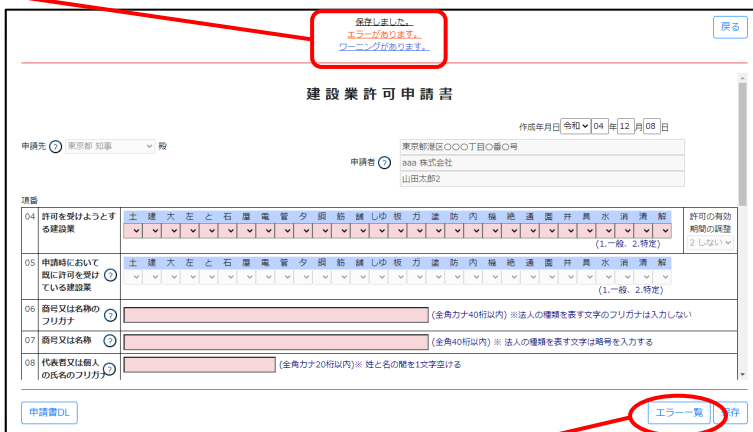 保存しました。
エラーがあります。
ワーニングがあります。
戻る
建設業許可申請書
作成年月日 令和 04 年 12 月 08 日
申請先 ? 東京都 知事 殿
申請者 ?
東京都港区〇〇〇丁目〇番〇号
aaa 株式会社
山田太郎2
項番
04 許可を受けようとする建設業
土 建 大 左 と 石 屋 電 管 タ 鋼 筋 舗 しゅ 板 ガ 塗 防 内 機 絶 通 園 井 具 水 消 清 解
(1.一般、2.特定)
許可の有効
期間の調整
2 しない
05 申請時において
既に許可を受け ?
ている建設業
土 建 大 左 と 石 屋 電 管 タ 鋼 筋 舗 しゅ 板 ガ 塗 防 内 機 絶 通 園 井 具 水 消 清 解
(1.一般、2.特定)
06 商号又は名称の
フリガナ ?
(全角カナ40桁以内) ※法人の種類を表す文字のフリガナは入力しない
07 商号又は名称 ?
(全角40桁以内) ※ 法人の種類を表す文字は略号を入力する
08 代表者又は個人
の氏名のフリガナ ?
(全角カナ20桁以内)※ 姓と名の間を1文字空ける
申請書DL
エラー一覧
保存